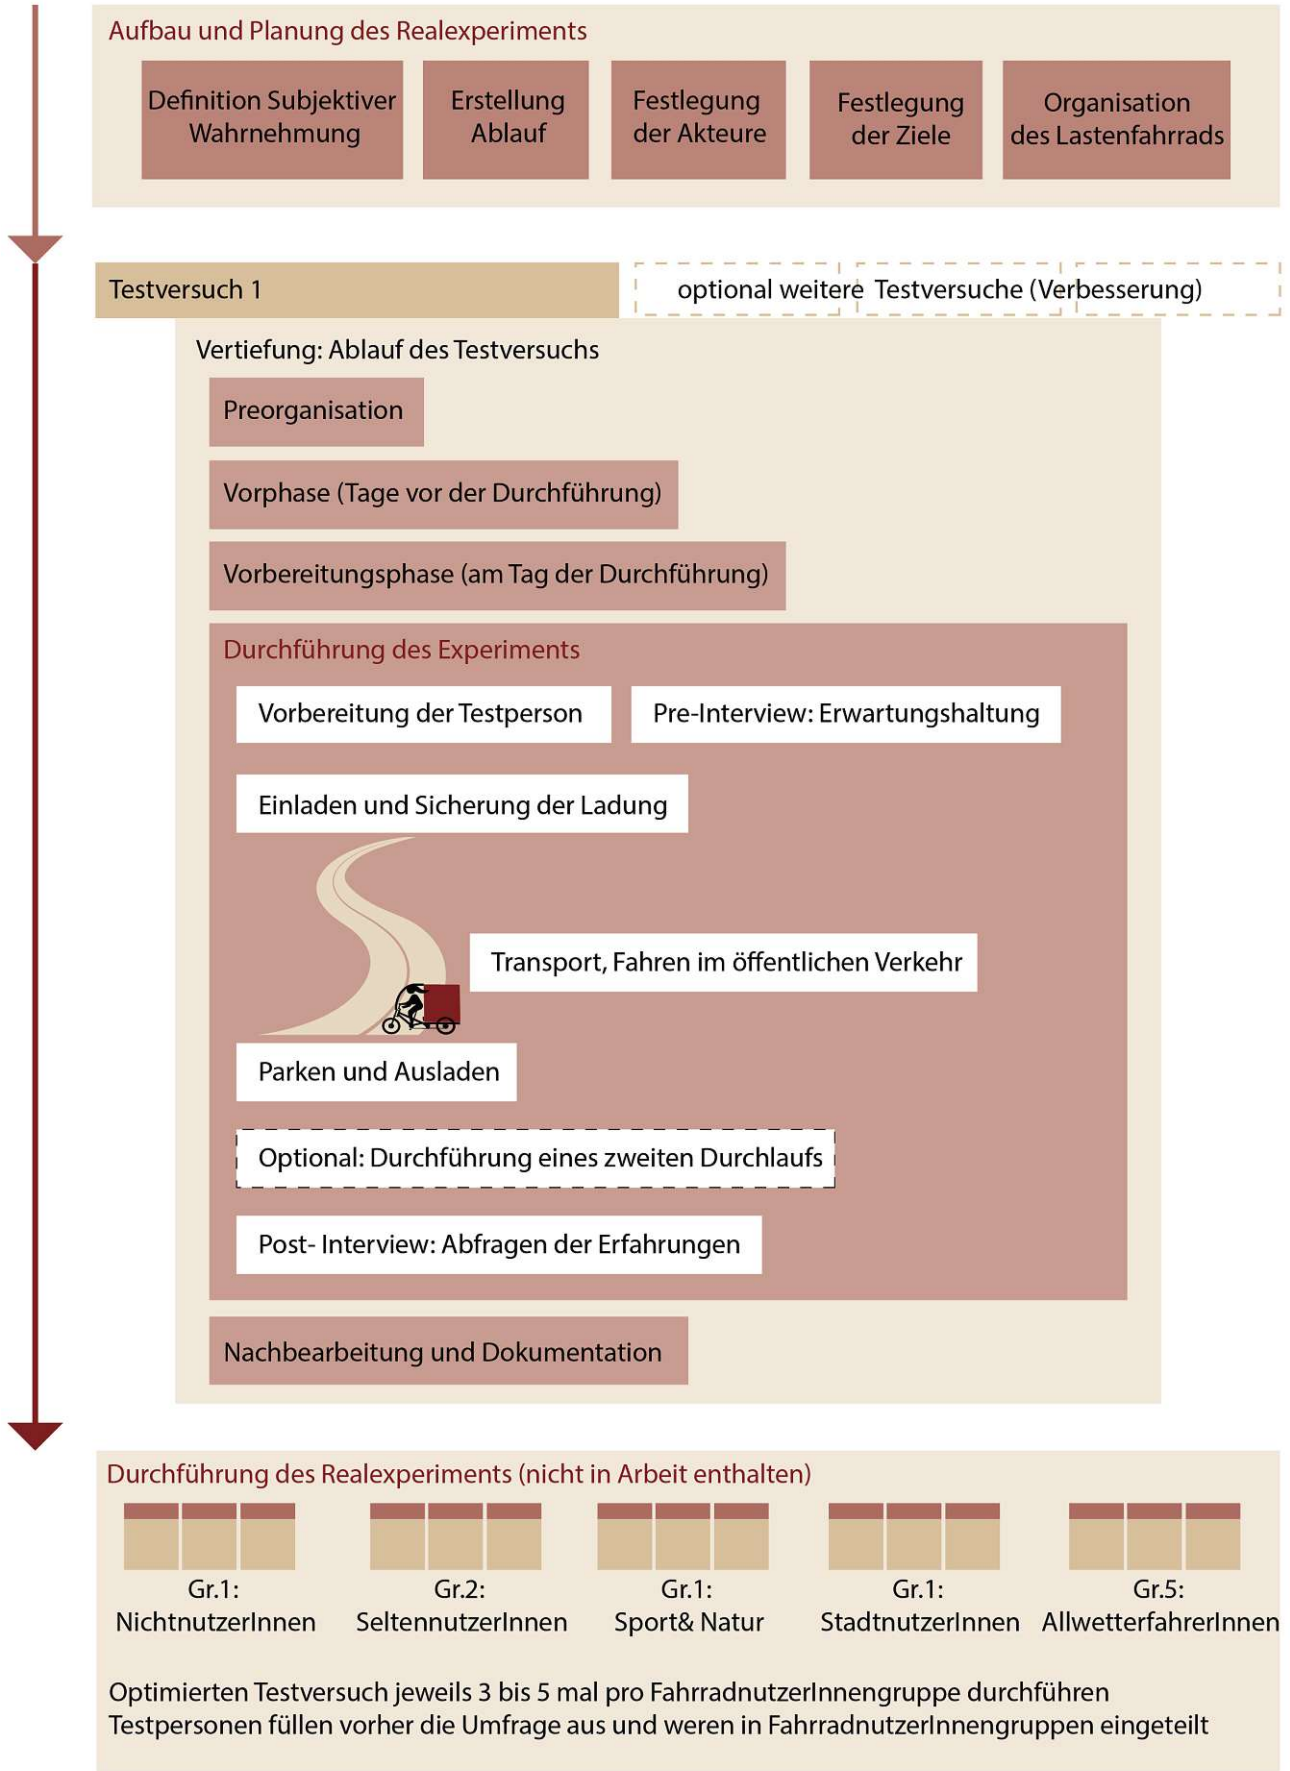 Aufbau und Planung des Realexperiments
Definition Subjektiver
Wahrnehmung
Erstellung
Ablauf
Festlegung
der Akteure
Festlegung
der Ziele
Organisation
des Lastenfahrrads
Testversuch 1
optional weitere Testversuche (Verbesserung)
Vertiefung: Ablauf des Testversuchs
Preorganisation
Vorphase (Tage vor der Durchführung)
Vorbereitungsphase (am Tag der Durchführung)
Durchführung des Experiments
Vorbereitung der Testperson
Pre-Interview: Erwartungshaltung
Einladen und Sicherung der Ladung
Transport, Fahren im öffentlichen Verkehr
Parken und Ausladen
Optional: Durchführung eines zweiten Durchlaufs
Post- Interview: Abfragen der Erfahrungen
Nachbearbeitung und Dokumentation
Durchführung des Realexperiments (nicht in Arbeit enthalten)
Gr.1:
NichtnutzerInnen
Gr.2:
SeltennutzerInnen
Gr.1:
Sport& Natur
Gr.1:
StadtnutzerInnen
Gr.5:
AllwetterfahrerInnen
Optimierten Testversuch jeweils 3 bis 5 mal pro FahrradnutzerInnengruppe durchführen
Testpersonen füllen vorher die Umfrage aus und weren in FahrradnutzerInnengruppen eingeteilt